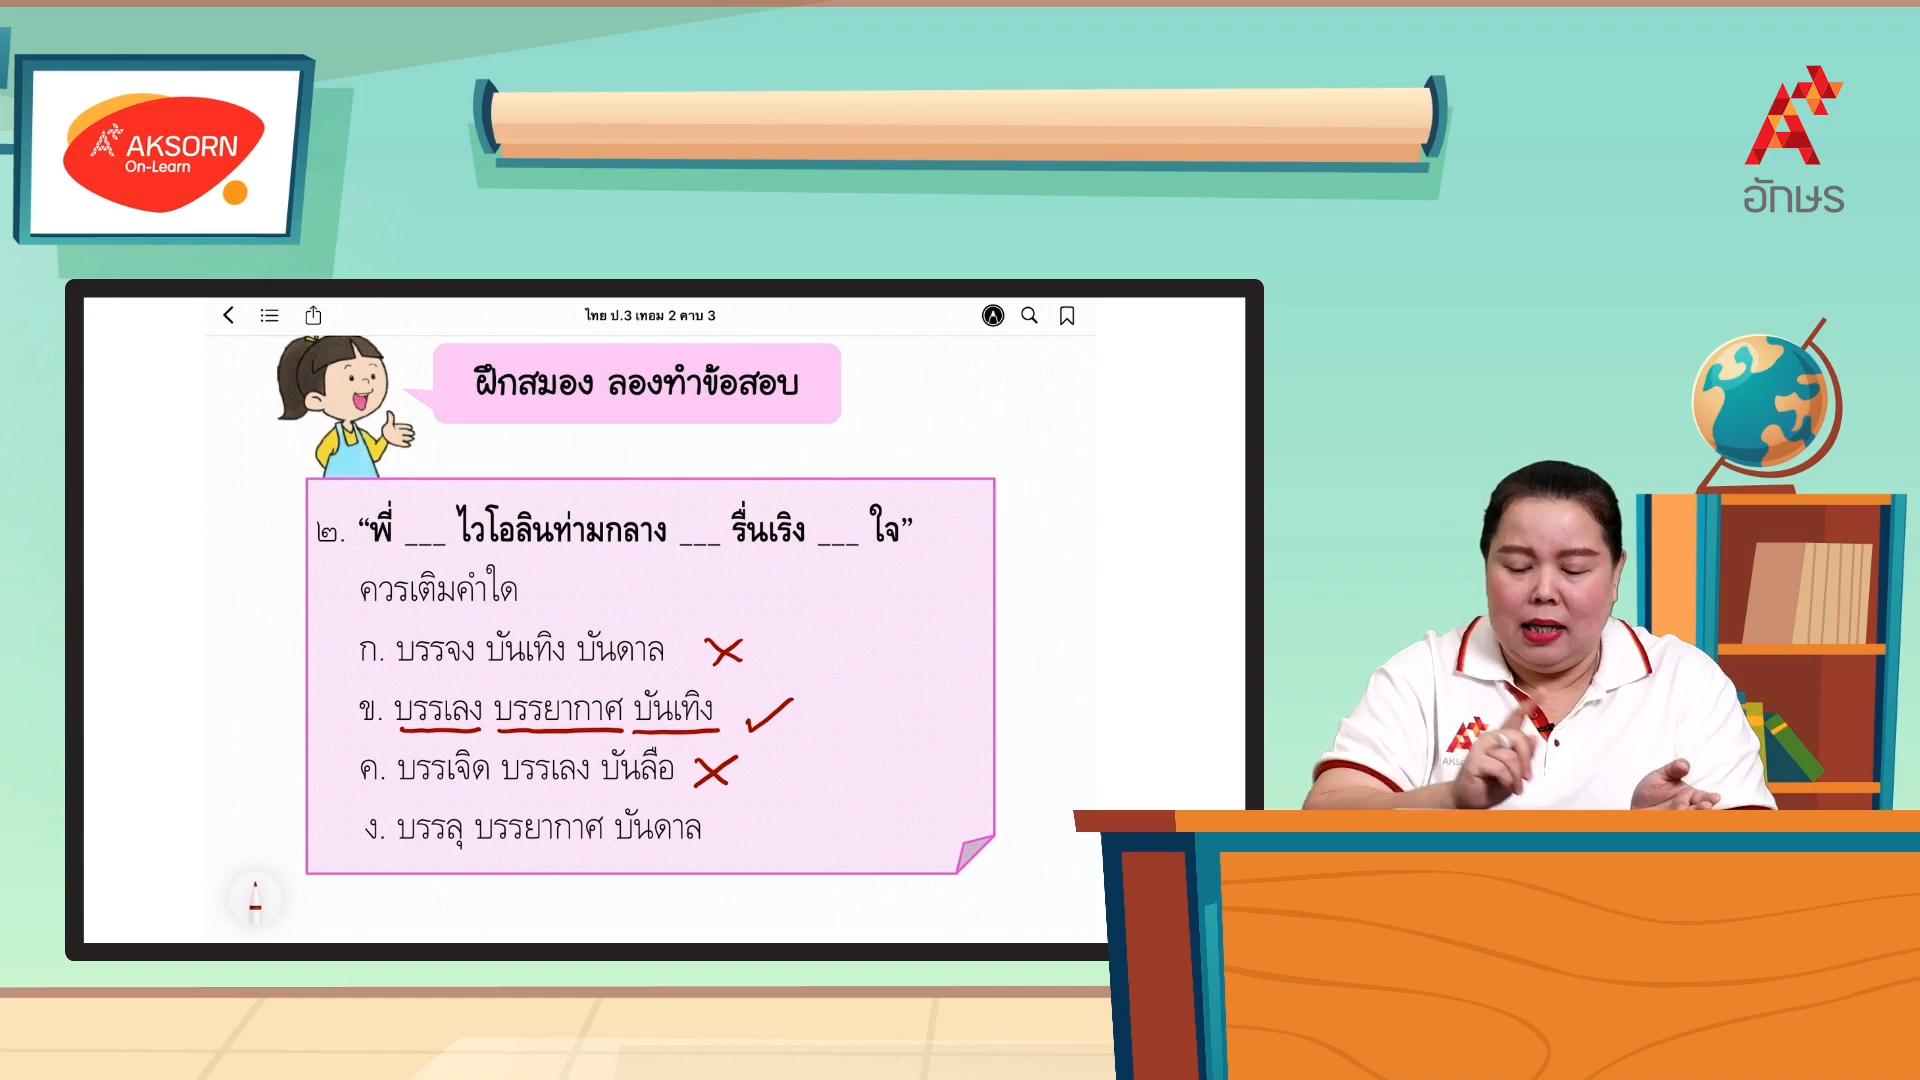 AKSORN
On-Learn
อักษร
ไทย ป.3 เทอม 2 คาบ 3
ฝึกสมอง ลองทำข้อสอบ
๒. “พี่ ___ ไวโอลินท่ามกลาง ___ รื่นเริง ___ ใจ”
ควรเติมคำใด
ก. บรรจง บันเทิง บันดาล
ข. บรรเลง บรรยากาศ บันเทิง
ค. บรรเจิด บรรเลง บันลือ
ง. บรรลุ บรรยากาศ บันดาล